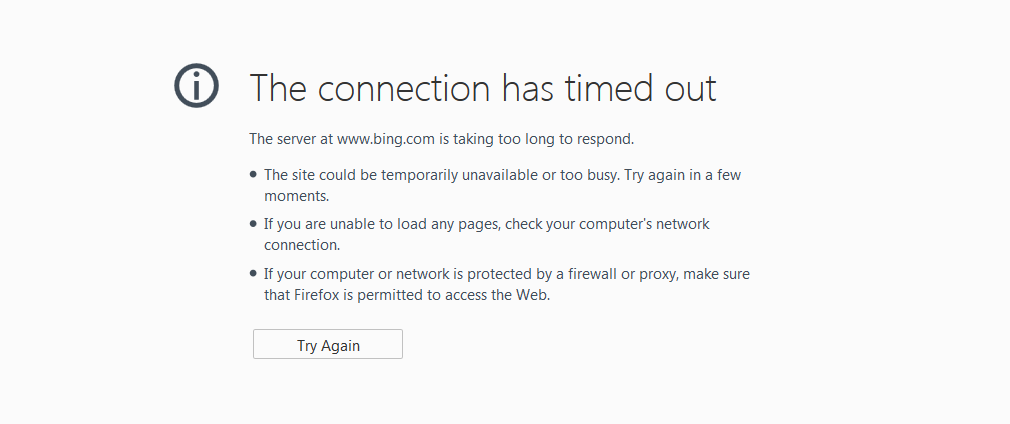 The connection has timed out
The server at www.bing.com is taking too long to respond.
● The site could be temporarily unavailable or too busy. Try again in a few
moments.
● If you are unable to load any pages, check your computer's network
connection.
● If your computer or network is protected by a firewall or proxy, make sure
that Firefox is permitted to access the Web.
Try Again